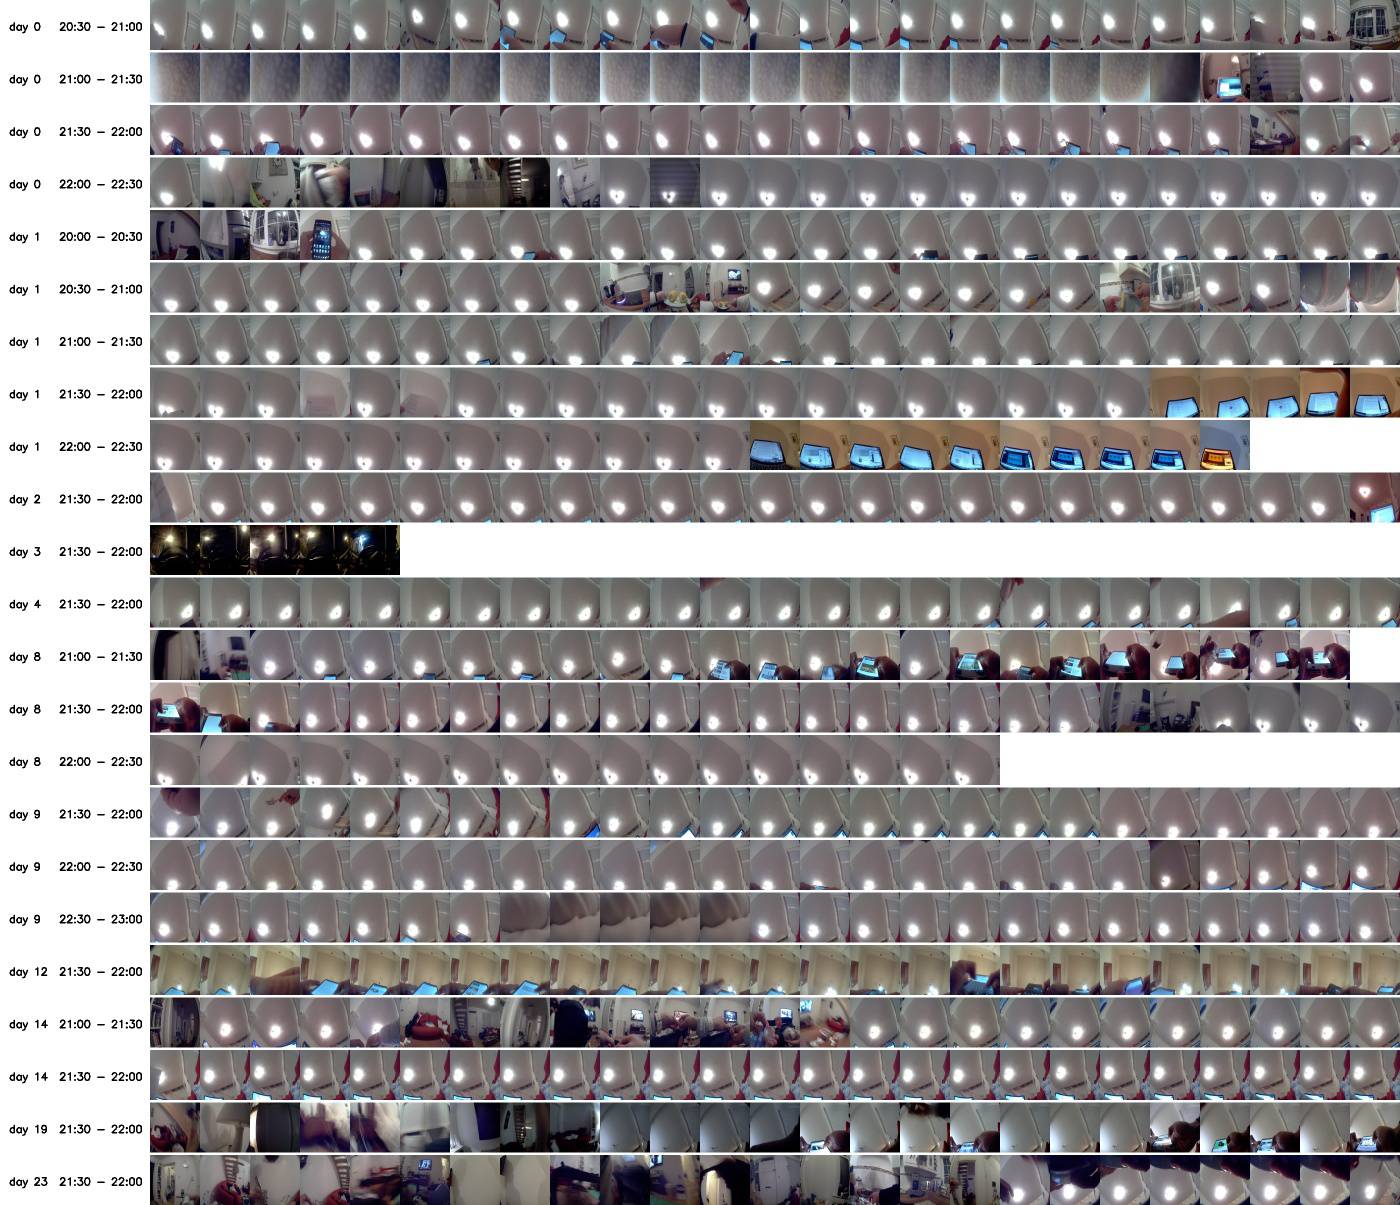 day 0 20:30 – 21:00
day 0 21:00 – 21:30
day 0 21:30 – 22:00
day 0 22:00 – 22:30
day 1 20:00 – 20:30
day 1 20:30 – 21:00
day 1 21:00 – 21:30
day 1 21:30 – 22:00
day 1 22:00 – 22:30
day 2 21:30 – 22:00
day 3 21:30 – 22:00
day 4 21:30 – 22:00
day 8 21:00 – 21:30
day 8 21:30 – 22:00
day 8 22:00 – 22:30
day 9 21:30 – 22:00
day 9 22:00 – 22:30
day 9 22:30 – 23:00
day 12 21:30 – 22:00
day 14 21:00 – 21:30
day 14 21:30 – 22:00
day 19 21:30 – 22:00
day 23 21:30 – 22:00